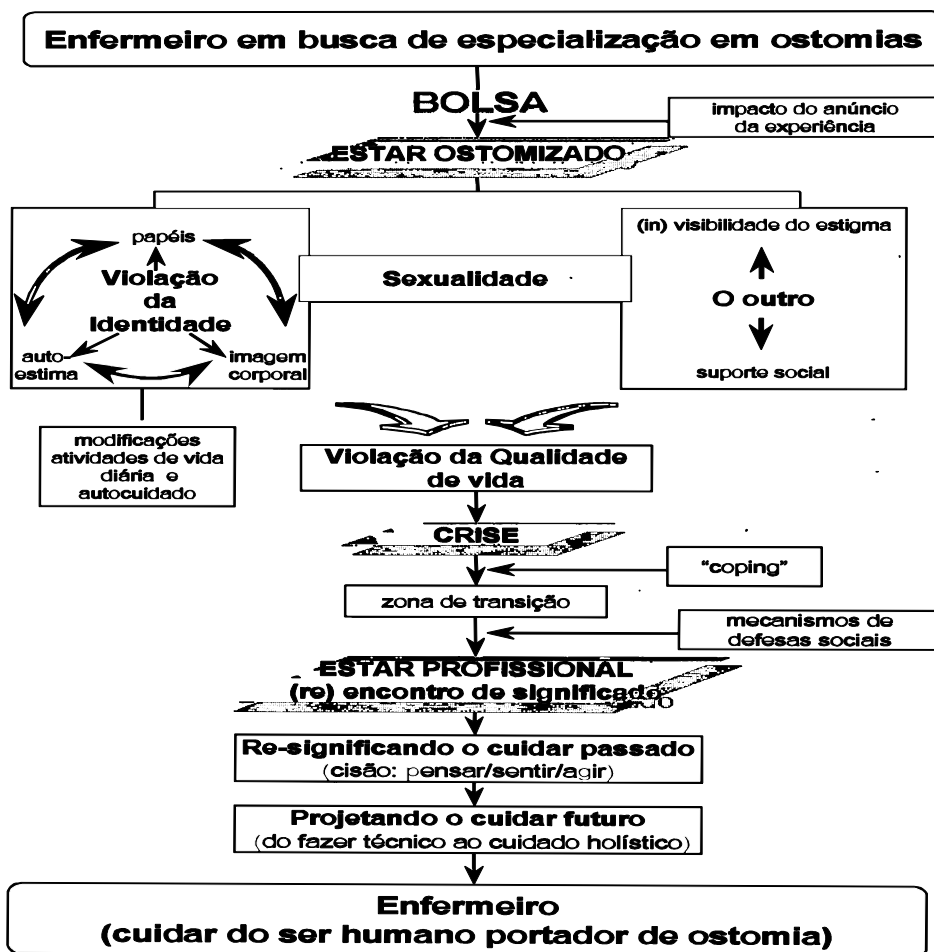 Enfermeiro em busca de especialização em ostomias
BOLSA
impacto do anúncio
da experiência
ESTAR OSTOMIZADO
papéis
Violação
da
Identidade
auto-
estima
imagem
corporal
Sexualidade
(in) visibilidade do estigma
O outro
suporte social
modificações
atividades de vida
diária e
autocuidado
Violação da Qualidade
de vida
CRISE
“coping”
zona de transição
mecanismos de
defesas sociais
ESTAR PROFISSIONAL
(re) encontro de significado
Re-significando o cuidar passado
(cisão: pensar/sentir/agir)
Projetando o cuidar futuro
(do fazer técnico ao cuidado holístico)
Enfermeiro
(cuidar do ser humano portador de ostomia)